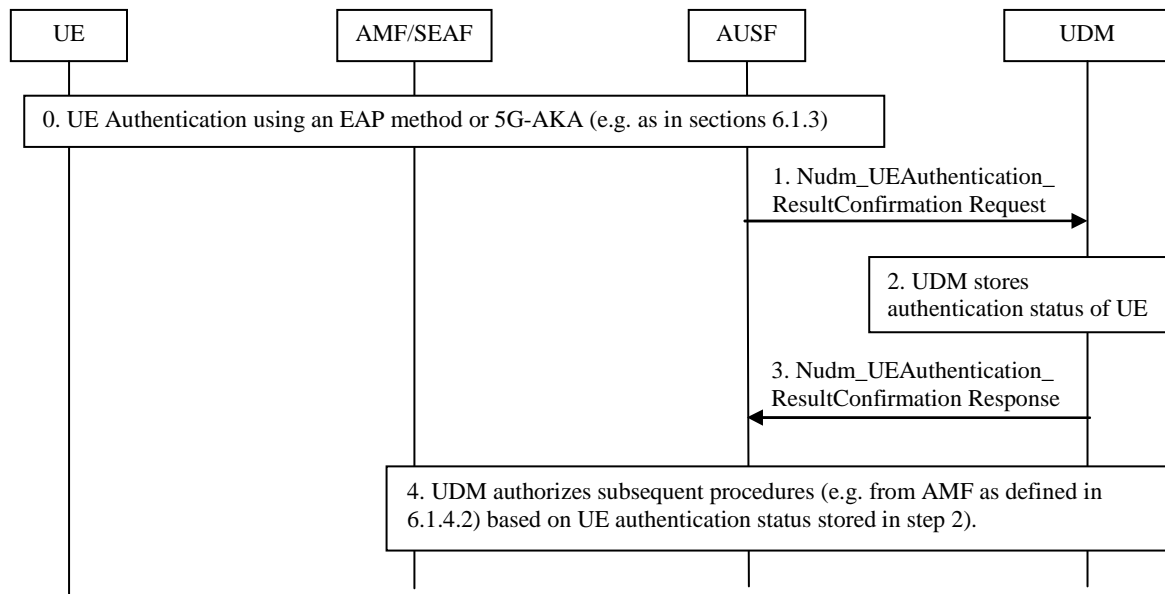 UE
AMF/SEAF
AUSF
UDM
0. UE Authentication using an EAP method or 5G-AKA (e.g. as in sections 6.1.3)
1. Nudm_UEAuthentication_
ResultConfirmation Request
2. UDM stores
authentication status of UE
3. Nudm_UEAuthentication_
ResultConfirmation Response
4. UDM authorizes subsequent procedures (e.g. from AMF as defined in
6.1.4.2) based on UE authentication status stored in step 2).